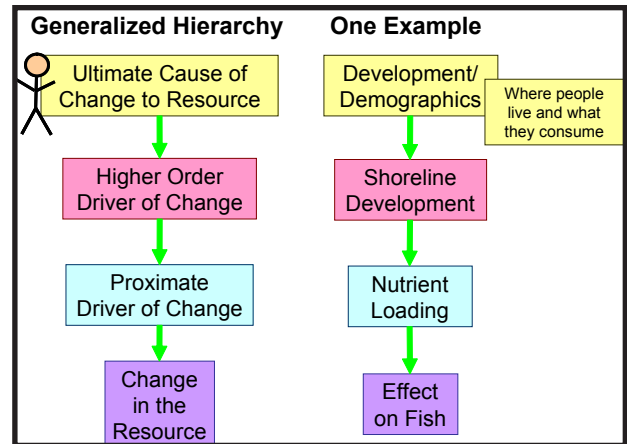 Generalized Hierarchy
Ultimate Cause of
Change to Resource
Higher Order
Driver of Change
Proximate
Driver of Change
Change
in the
Resource
One Example
Development/
Demographics
Where people
live and what
they consume
Shoreline
Development
Nutrient
Loading
Effect
on Fish